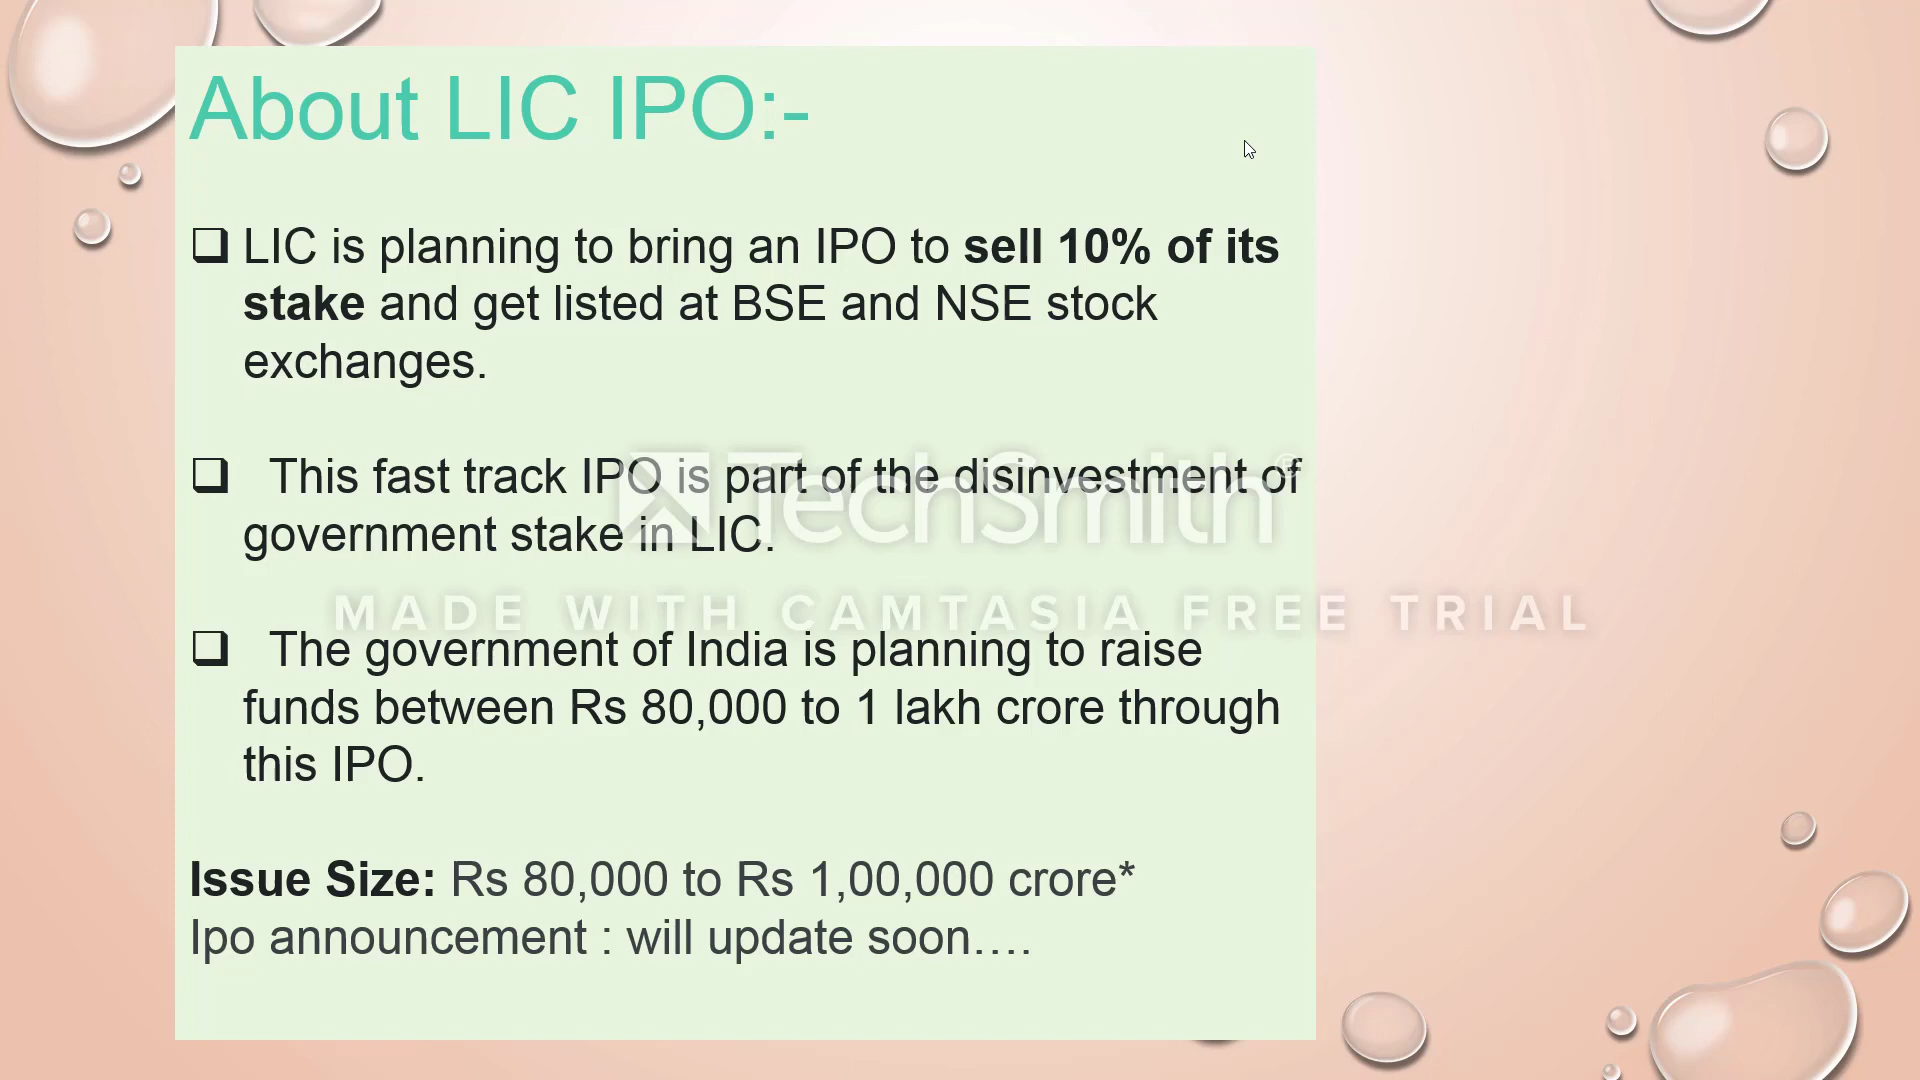 About LIC IPO:-
❑ LIC is planning to bring an IPO to sell 10% of its
stake and get listed at BSE and NSE stock
exchanges.
❑ This fast track IPO is part of the disinvestment of
government stake in LIC.
TechSmith®
MADE WITH CAMTASIA FREE TRIAL
❑ The government of India is planning to raise
funds between Rs 80,000 to 1 lakh crore through
this IPO.
Issue Size: Rs 80,000 to Rs 1,00,000 crore*
Ipo announcement : will update soon….